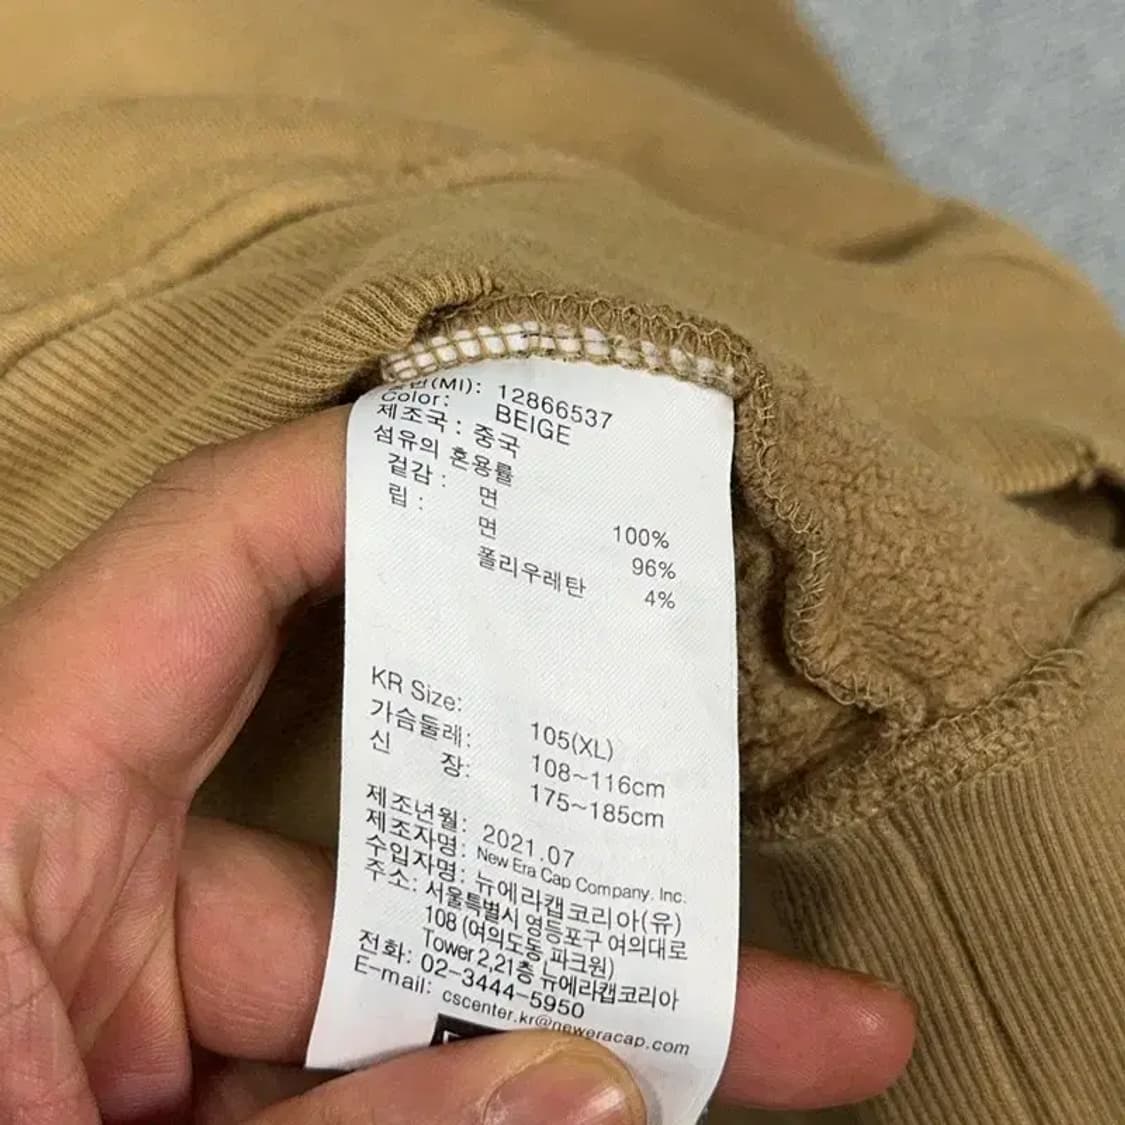 (MI): 12866537
Color: BEIGE
제조국 : 중국
섬유의 혼용률
겉감 : 면 100%
립 : 면 96%
폴리우레탄 4%
KR Size: 105(XL)
가슴둘레: 108~116cm
신 장: 175~185cm
제조년월: 2021.07
제조자명: New Era Cap Company. Inc.
수입자명: 뉴에라캡코리아(유)
주소: 서울특별시 영등포구 여의대로
108 (여의도동, 파크원)
Tower 2,21층 뉴에라캡코리아
전화: 02-3444-5950
E-mail: cscenter.kr@neweracap.com